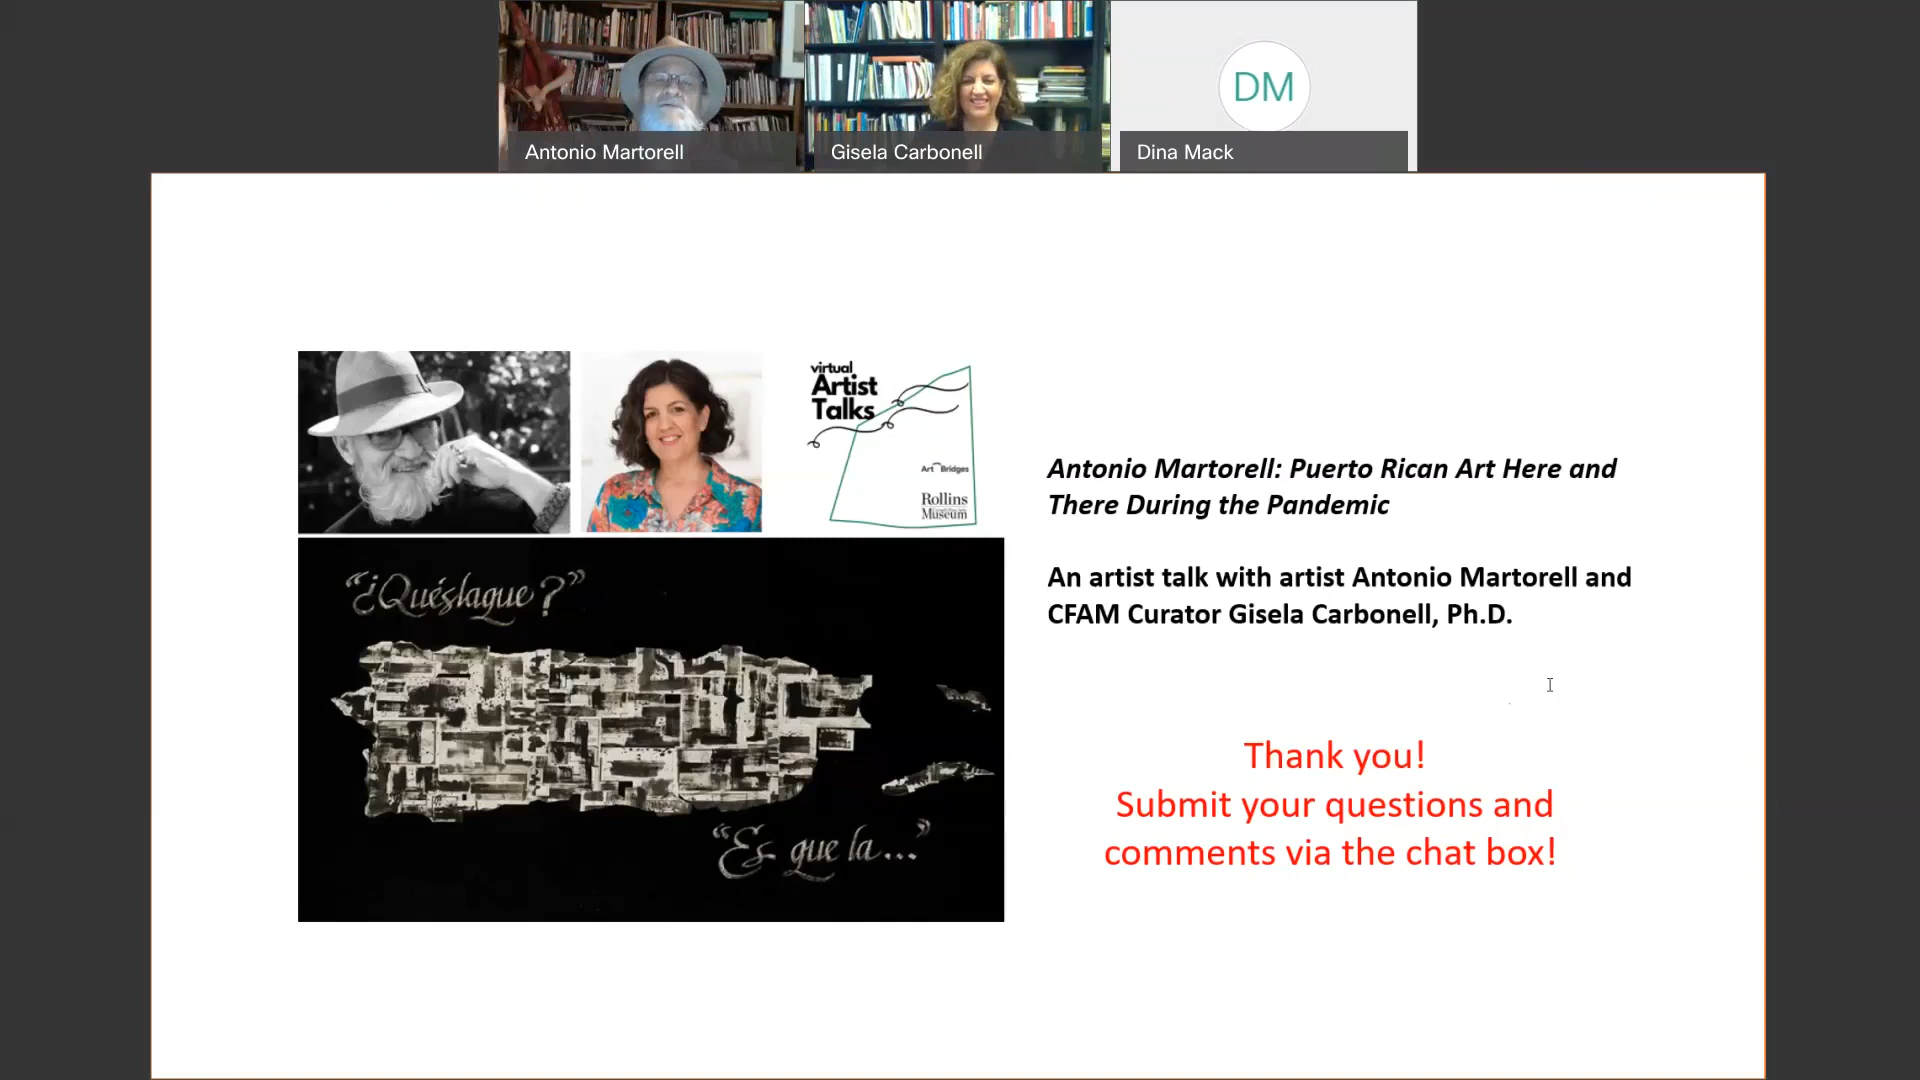 Antonio Martorell
Gisela Carbonell
DM
Dina Mack
virtual
Artist
Talks
Art Bridges
Rollins
Museum
Antonio Martorell: Puerto Rican Art Here and
There During the Pandemic
An artist talk with artist Antonio Martorell and
CFAM Curator Gisela Carbonell, Ph.D.
“¿Quéslaque?”
“Es que la...”
Thank you!
Submit your questions and
comments via the chat box!